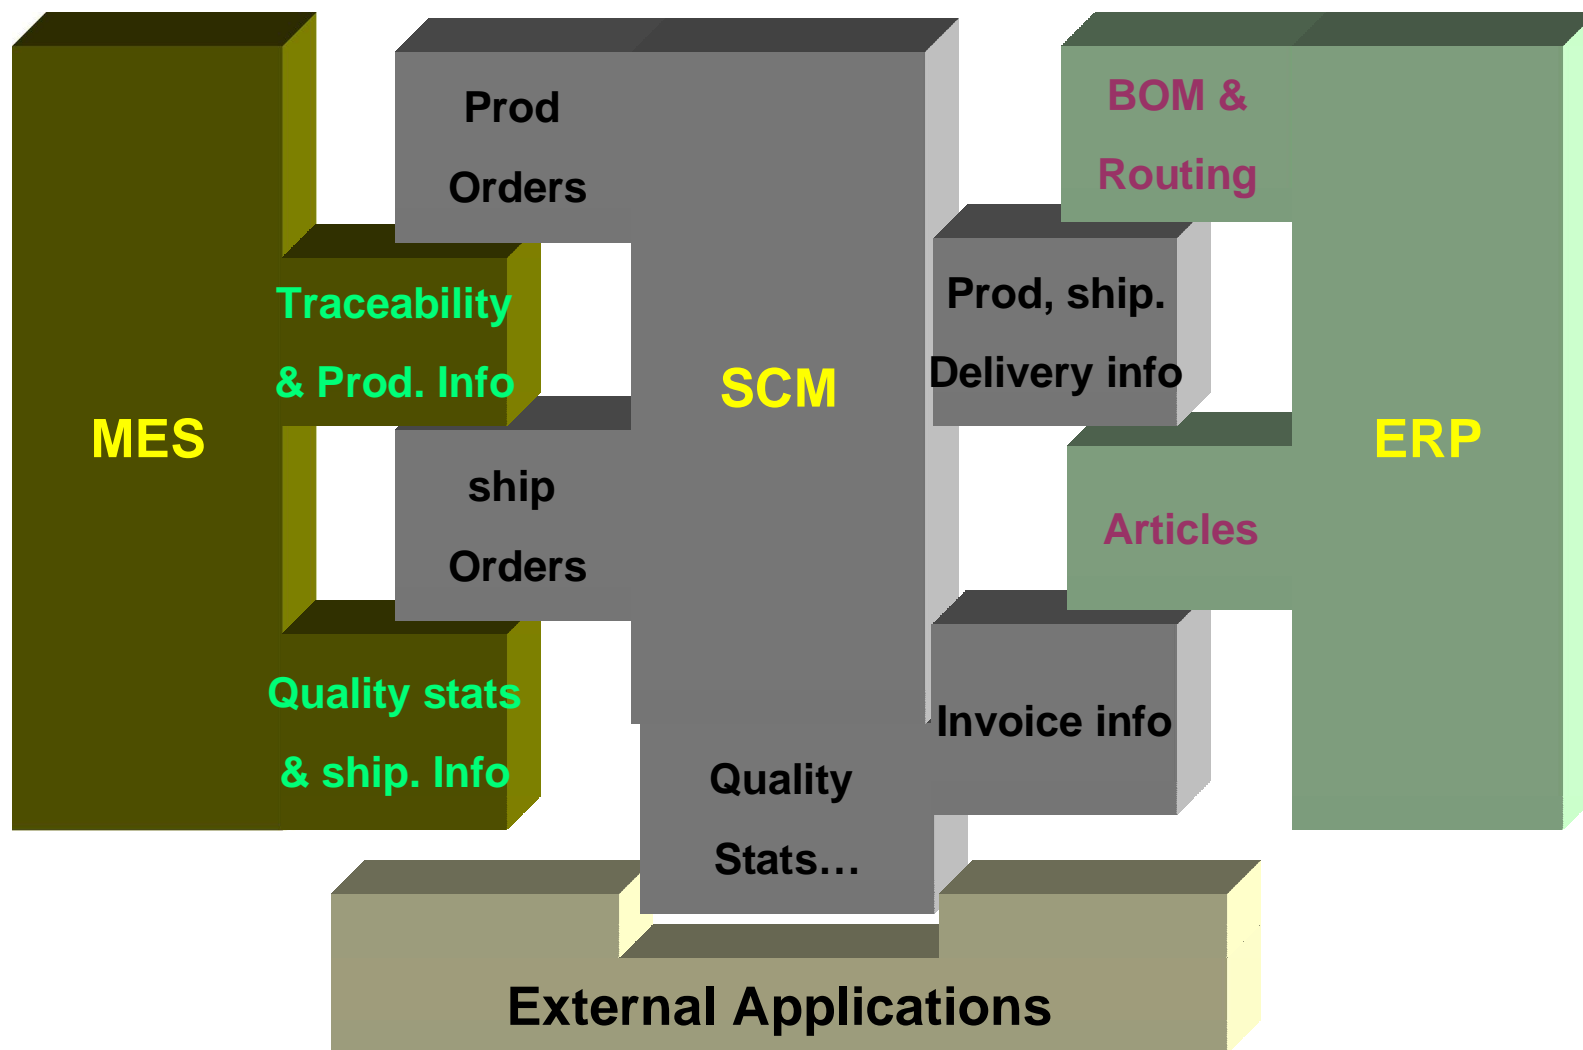 MES
Traceability
& Prod. Info
Quality stats
& ship. Info
Prod
Orders
ship
Orders
SCM
Quality
Stats…
Prod, ship.
Delivery info
Invoice info
BOM &
Routing
Articles
ERP
External Applications